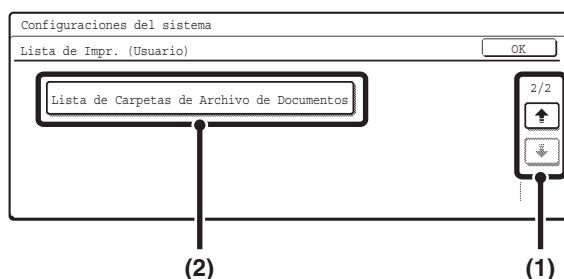 Configuraciones del sistema
Lista de Impr. (Usuario)
OK
Lista de Carpetas de Archivo de Documentos
2/2
(2)
(1)